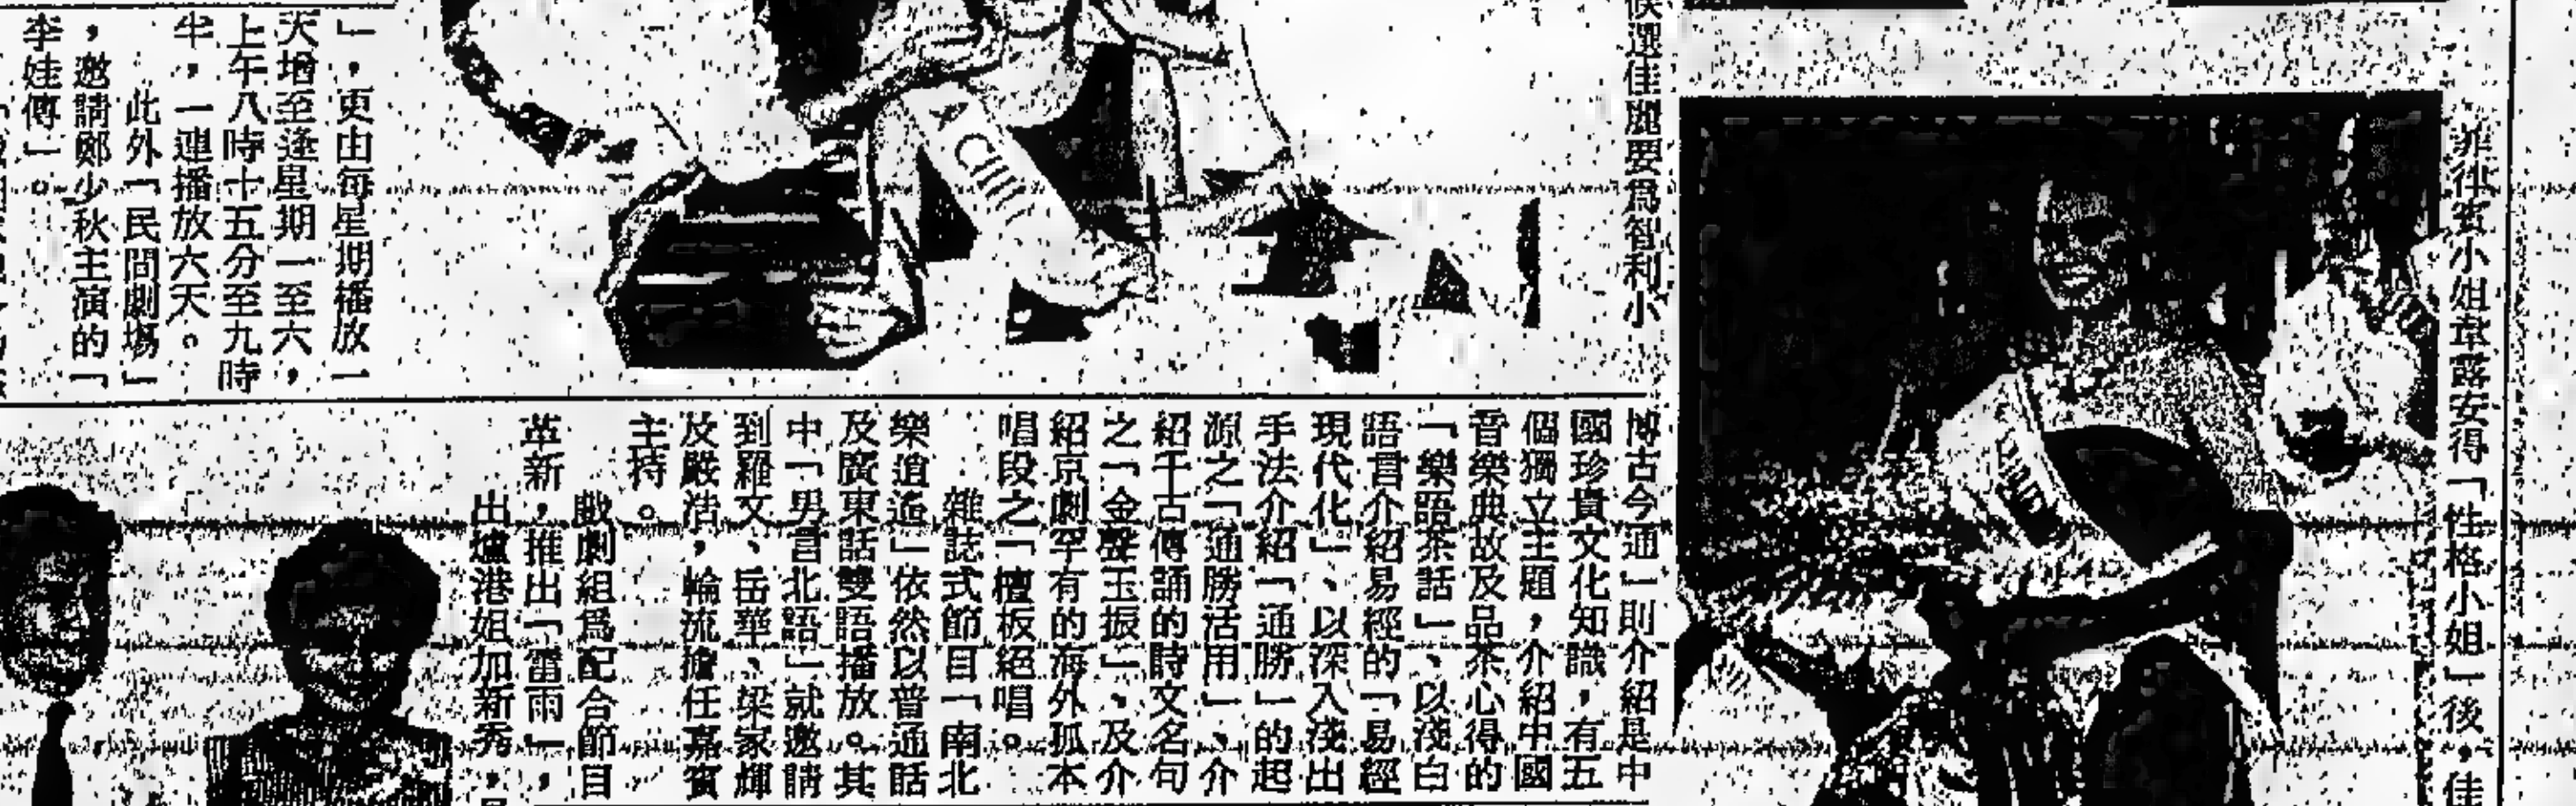 菲律賓小姐韋露安得「性格小姐」後，佳
候選佳麗要爲智利小
CHI
」，更由每星期播放一
天增至逢星期一至六，
上午八時十五分至九時
半，一連播放六天。
此外「民間劇場」
，邀請鄭少秋主演的「
李娃傳」。
博古今通」則介紹是中
國珍貴文化知識，有五
個獨立主題，介紹中國
音樂典故及品茶心得的
「樂語茶話」、以淺白
語言介紹易經的「易經
現代化」、以深入淺出
手法介紹「通勝」的起
源之「通勝活用」、介
紹千古傳誦的詩文名句
之「金聲玉振」、及介
紹京劇罕有的海外孤本
唱段之「檀板絕唱」。
雜誌式節目「南北
樂逍遙」依然以普通話
及廣東話雙語播放。其
中「男言北語」就邀請
到羅文、岳華、梁家輝
及嚴浩，輪流擔任嘉賓
主持。
戲劇組爲配合節目
革新，推出「雷雨」，
出爐港姐加新秀，